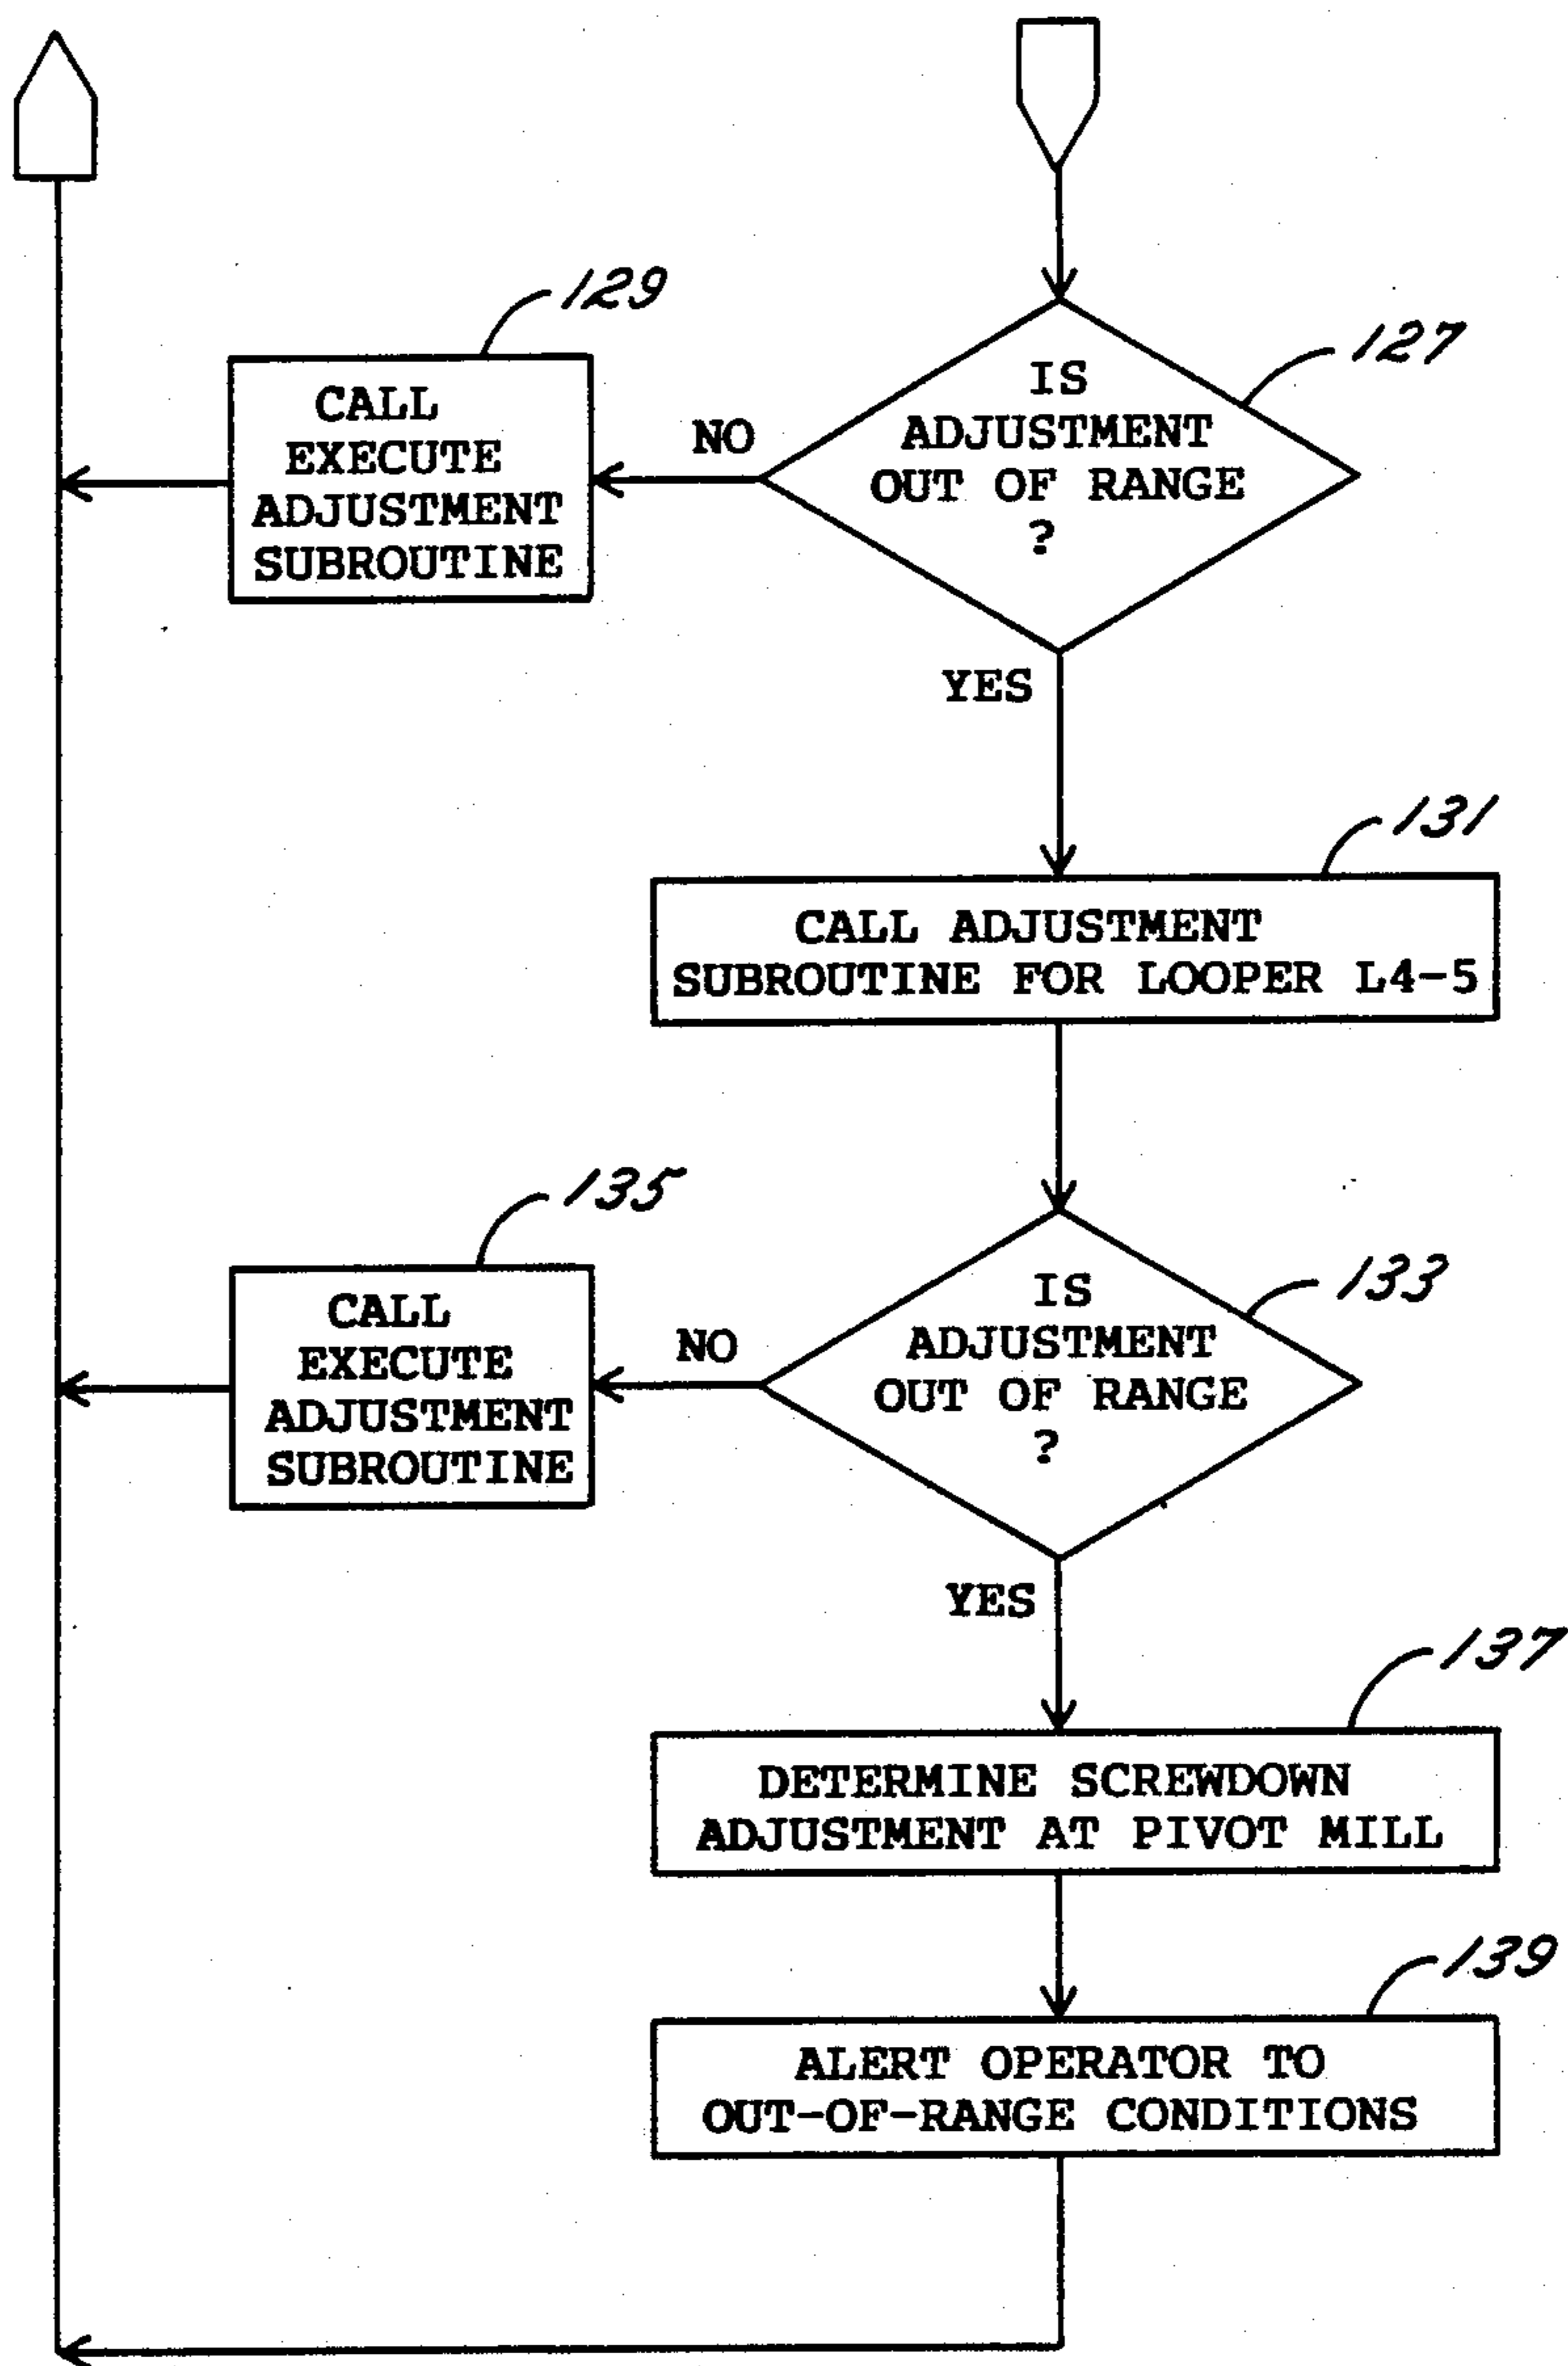 129
127
CALL
EXECUTE
ADJUSTMENT
SUBROUTINE
NO
IS
ADJUSTMENT
OUT OF RANGE
?
YES
131
CALL ADJUSTMENT
SUBROUTINE FOR LOOPER L4-5
135
133
CALL
EXECUTE
ADJUSTMENT
SUBROUTINE
NO
IS
ADJUSTMENT
OUT OF RANGE
?
YES
137
DETERMINE SCREWDOWN
ADJUSTMENT AT PIVOT MILL
139
ALERT OPERATOR TO
OUT-OF-RANGE CONDITIONS